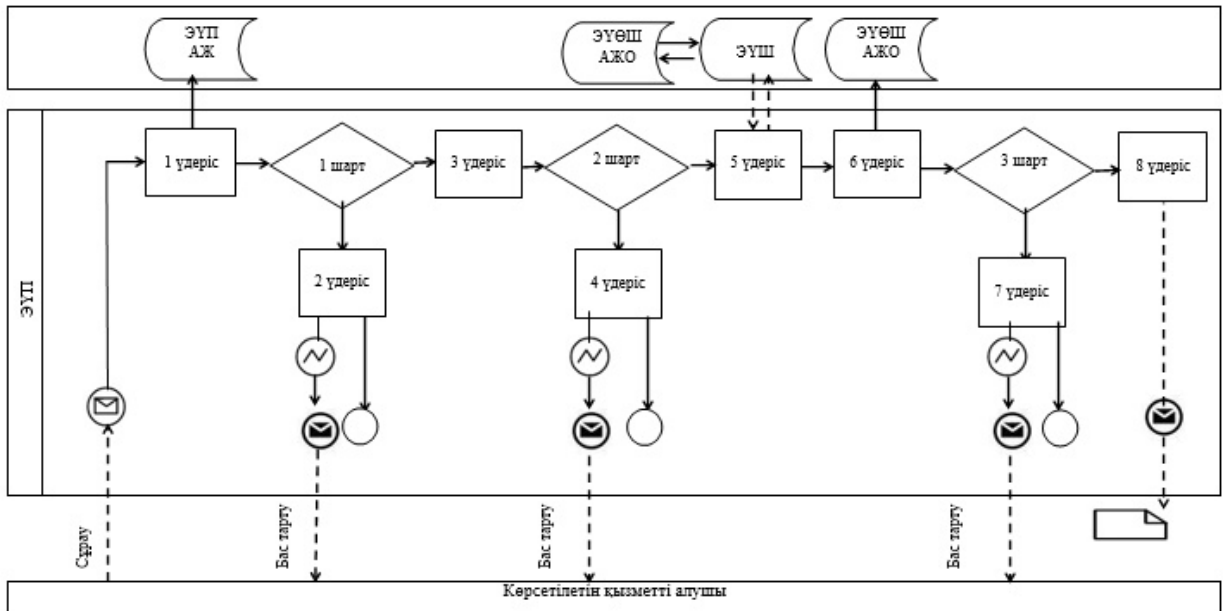 ЭҮП
АЖ
ЭҮӨШ
АЖО
ЭҮШ
ЭҮӨШ
АЖО
1 үдеріс
1 шарт
3 үдеріс
2 шарт
5 үдеріс
6 үдеріс
3 шарт
8 үдеріс
2 үдеріс
4 үдеріс
7 үдеріс
ЭҮП
Сұрау
Бас тарту
Бас тарту
Бас тарту
Көрсетілетін қызметті алушы